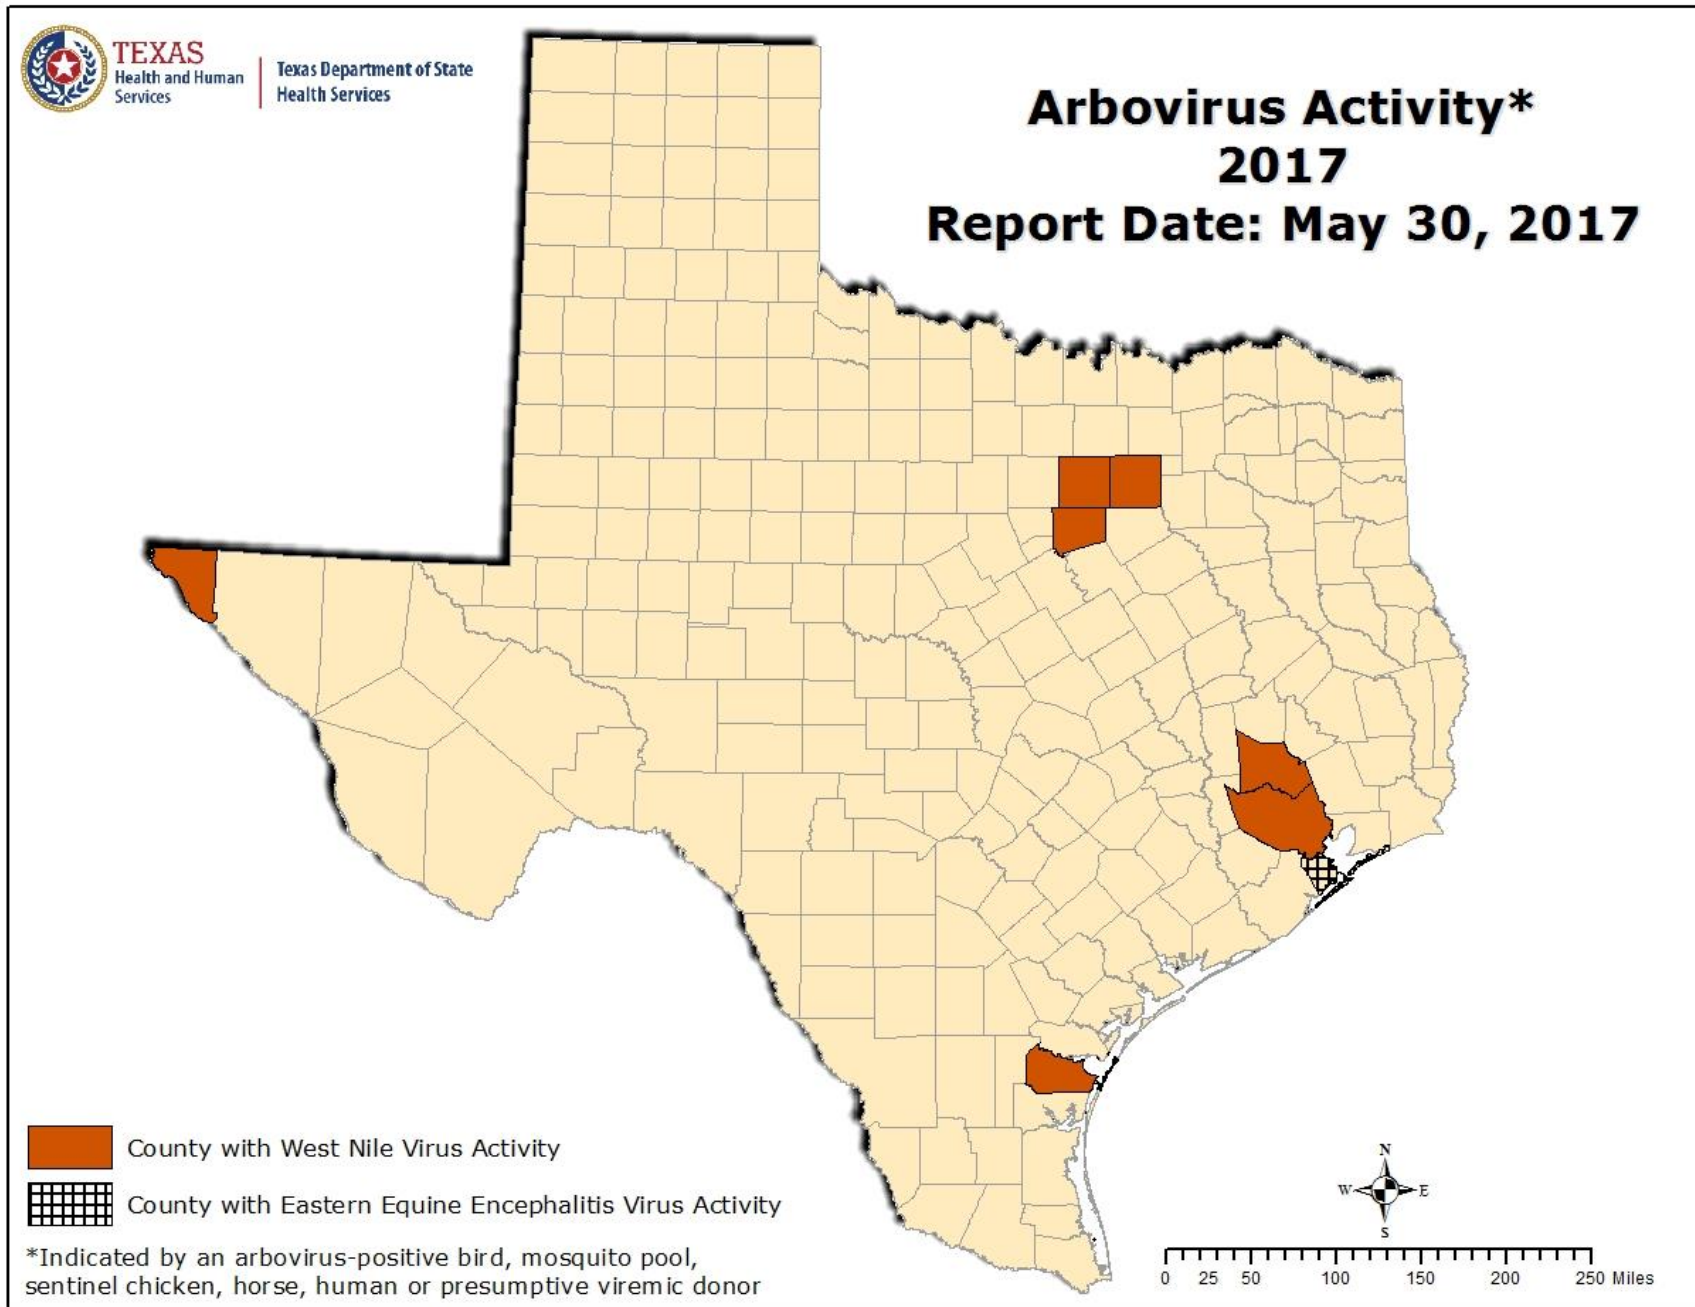 TEXAS
Health and Human
Services
Texas Department of State
Health Services
Arbovirus Activity*
2017
Report Date: May 30, 2017
County with West Nile Virus Activity
County with Eastern Equine Encephalitis Virus Activity
*Indicated by an arbovirus-positive bird, mosquito pool,
sentinel chicken, horse, human or presumptive viremic donor
N
W E
S
0 25 50 100 150 200 250 Miles